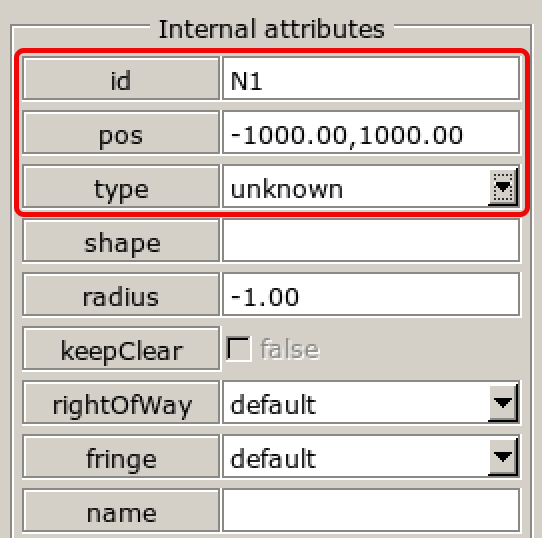 Internal attributes
id N1
pos -1000.00,1000.00
type unknown
shape
radius -1.00
keepClear false
rightOfWay default
fringe default
name